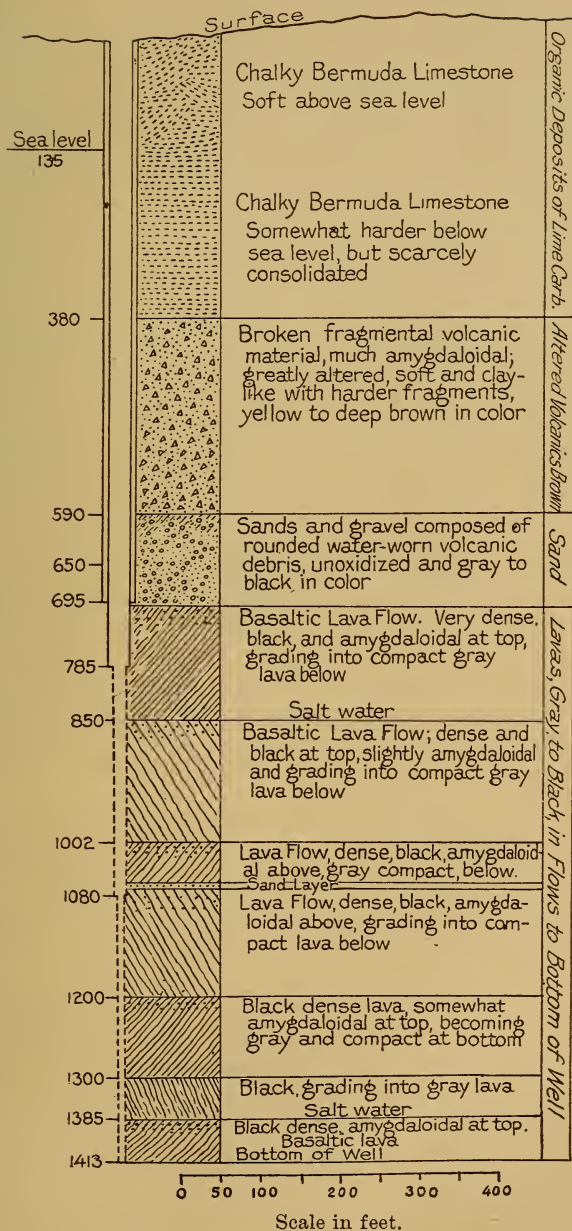 Surface
Chalky Bermuda Limestone
Soft above sea level
Sea level
135
Chalky Bermuda Limestone
Somewhat harder below
sea level, but scarcely
consolidated
Organic Deposits of Lime Carb.
380
Broken fragmental volcanic
material, much amygdaloidal;
greatly altered, soft and clay-
like with harder fragments,
yellow to deep brown in color
Altered Volcanics Brown
590
650
695
Sands and gravel composed of
rounded water-worn volcanic
debris, unoxidized and gray to
black in color
Sand
785
Basaltic Lava Flow. Very dense,
black, and amygdaloidal at top,
grading into compact gray
lava below
Salt water
850
Basaltic Lava Flow; dense and
black at top, slightly amygdaloidal
and grading into compact gray
lava below
1002
Lava Flow, dense, black, amygdaloid-
al above, gray compact, below.
Sand Layer
1080
Lava Flow, dense, black, amygda-
loidal above, grading into com-
pact lava below
1200
Black dense lava, somewhat
amygdaloidal at top, becoming
gray and compact at bottom
1300
Black, grading into gray lava
Salt water
1385
Black dense, amygdaloidal at top.
Basaltic lava
Bottom of Well
1413
Lavas, Gray to Black, in Flows to Bottom of Well
0 50 100 200 300 400
Scale in feet.